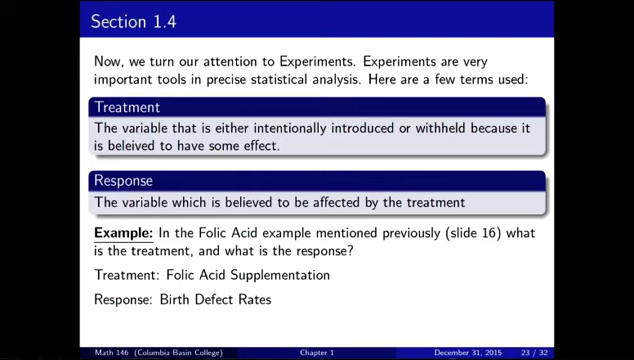 Section 1.4
Now, we turn our attention to Experiments. Experiments are very
important tools in precise statistical analysis. Here are a few terms used:
Treatment
The variable that is either intentionally introduced or withheld because it
is beleived to have some effect.
Response
The variable which is believed to be affected by the treatment
Example: In the Folic Acid example mentioned previously (slide 16) what
is the treatment, and what is the response?
Treatment: Folic Acid Supplementation
Response: Birth Defect Rates
Math 146 (Columbia Basin College) Chapter 1 December 31, 2015 23 / 32